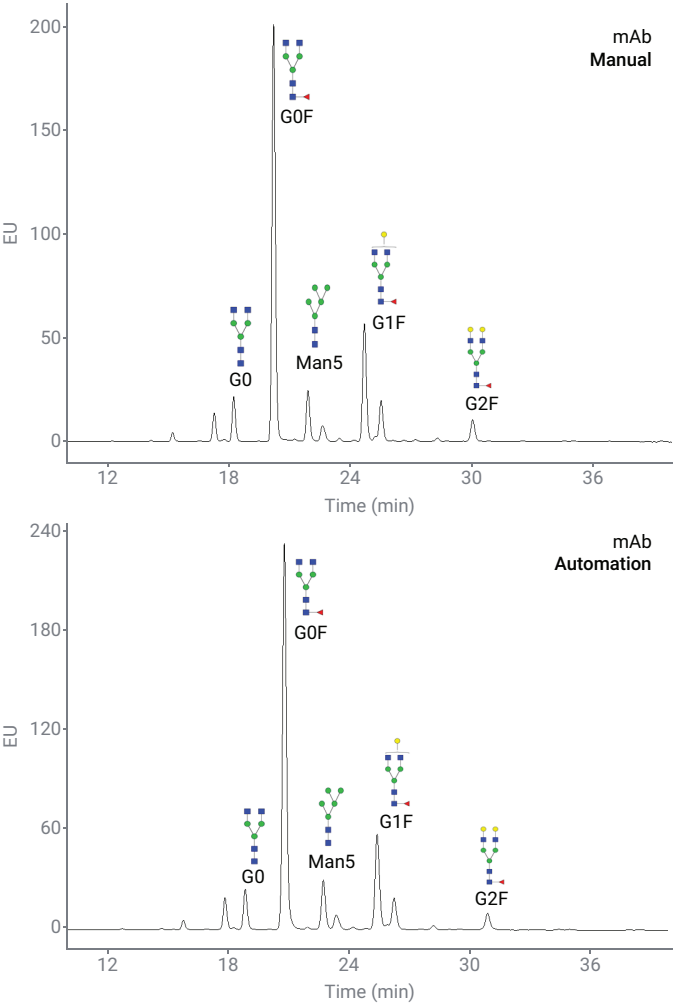 200
mAb
Manual
G0F
150
EU
100
G1F
50
Man5
G0
G2F
0
12
18
24
30
36
Time (min)
240
mAb
Automation
G0F
180
EU
120
G1F
60
Man5
G0
G2F
0
12
18
24
30
36
Time (min)